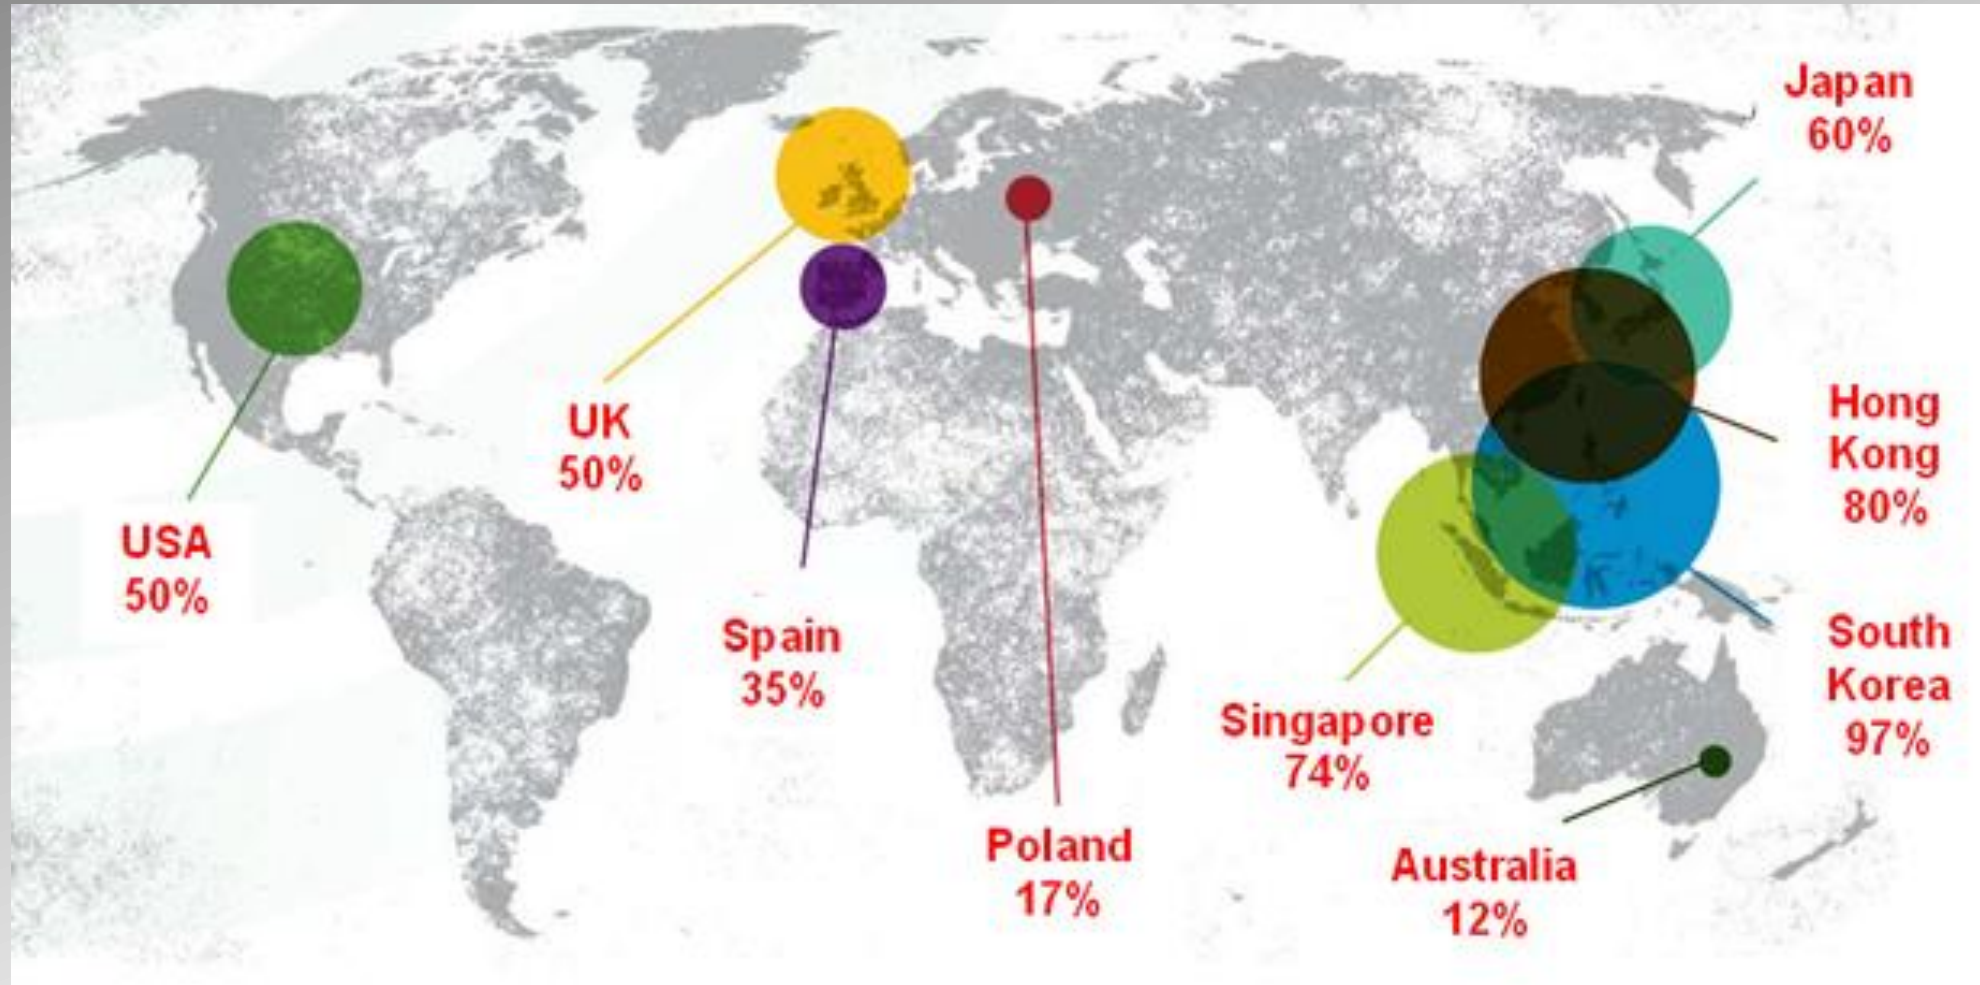 Japan
60%
UK
50%
Hong
Kong
80%
USA
50%
Spain
35%
South
Korea
97%
Singapore
74%
Poland
17%
Australia
12%